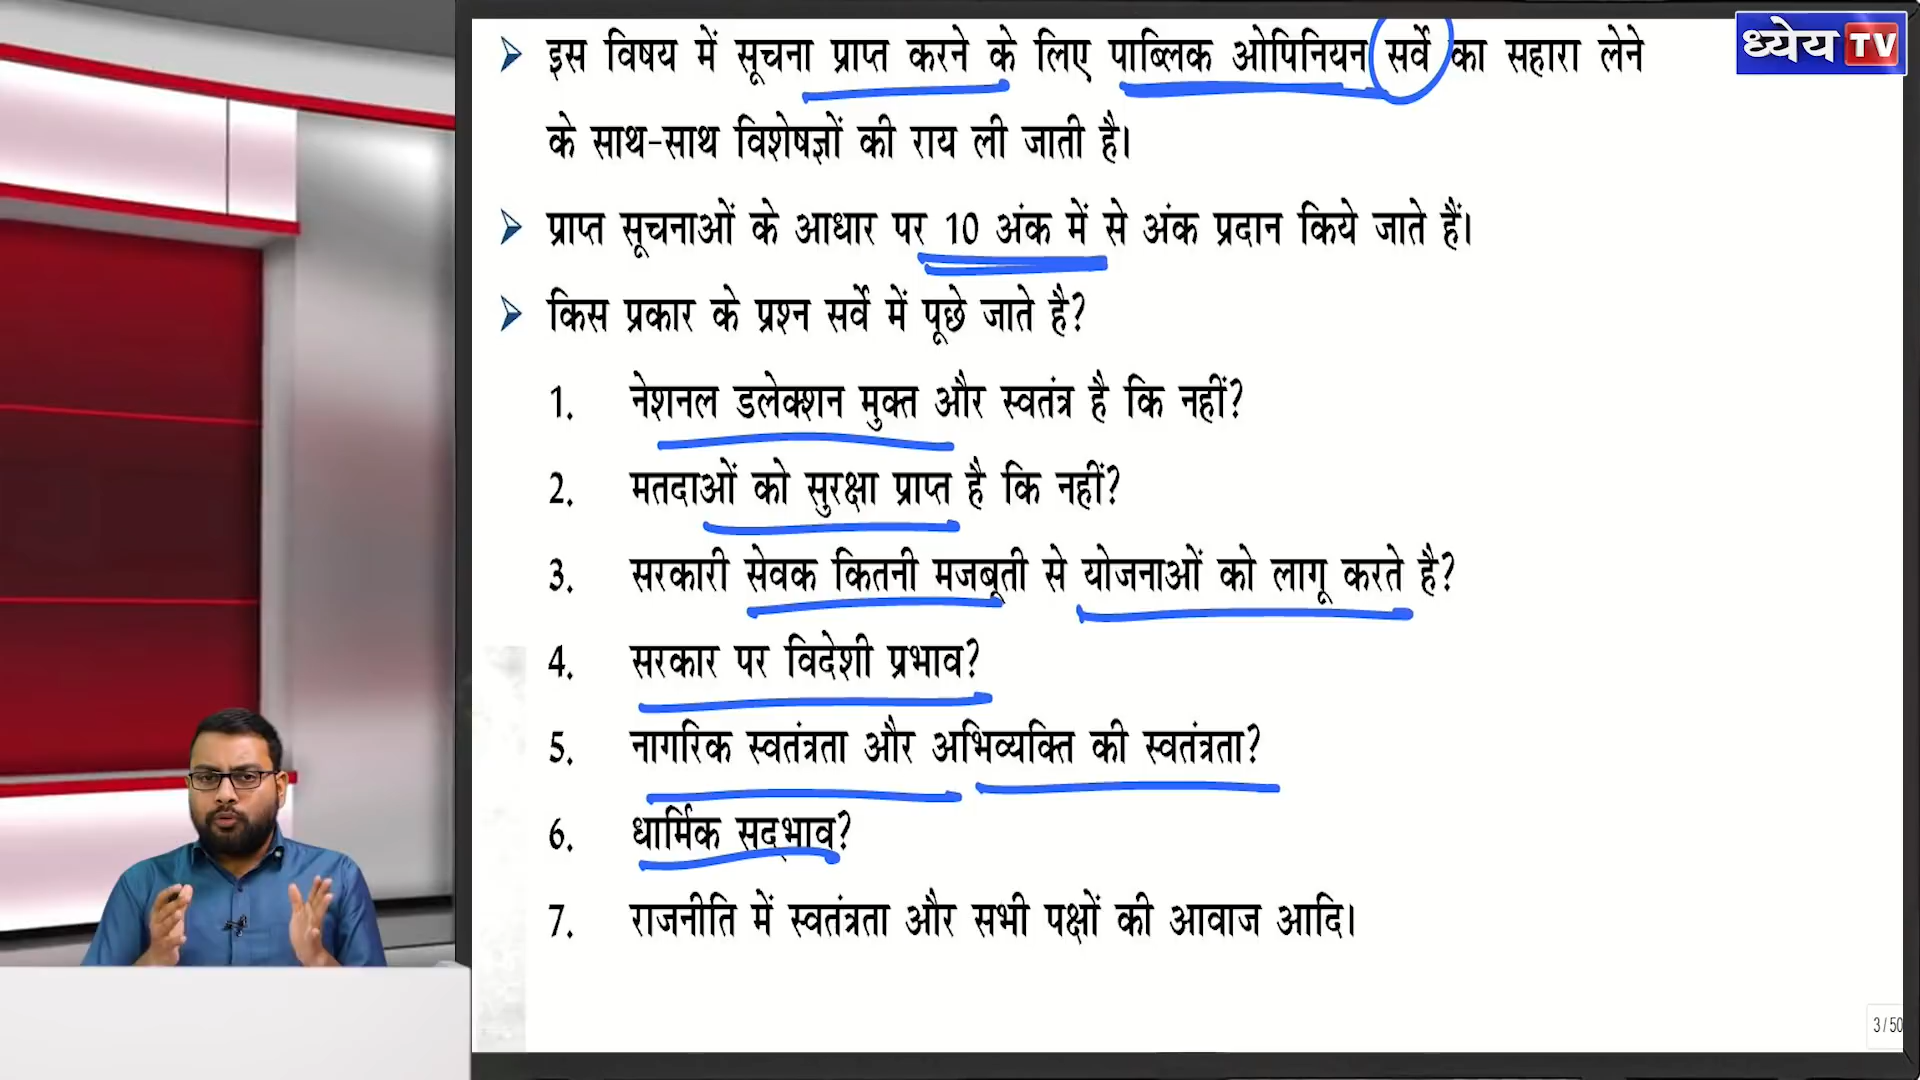 इस विषय में सूचना प्राप्त करने के लिए पाब्लिक ओपिनियन सर्वे का सहारा लेने
के साथ-साथ विशेषज्ञों की राय ली जाती है।
प्राप्त सूचनाओं के आधार पर 10 अंक में से अंक प्रदान किये जाते हैं।
किस प्रकार के प्रश्न सर्वे में पूछे जाते है?
1. नेशनल डलेक्शन मुक्त और स्वतंत्र है कि नहीं?
2. मतदाओं को सुरक्षा प्राप्त है कि नहीं?
3. सरकारी सेवक कितनी मजबूती से योजनाओं को लागू करते है?
4. सरकार पर विदेशी प्रभाव?
5. नागरिक स्वतंत्रता और अभिव्यक्ति की स्वतंत्रता?
6. धार्मिक सद्भाव?
7. राजनीति में स्वतंत्रता और सभी पक्षों की आवाज आदि।
ध्येय TV
3 / 50